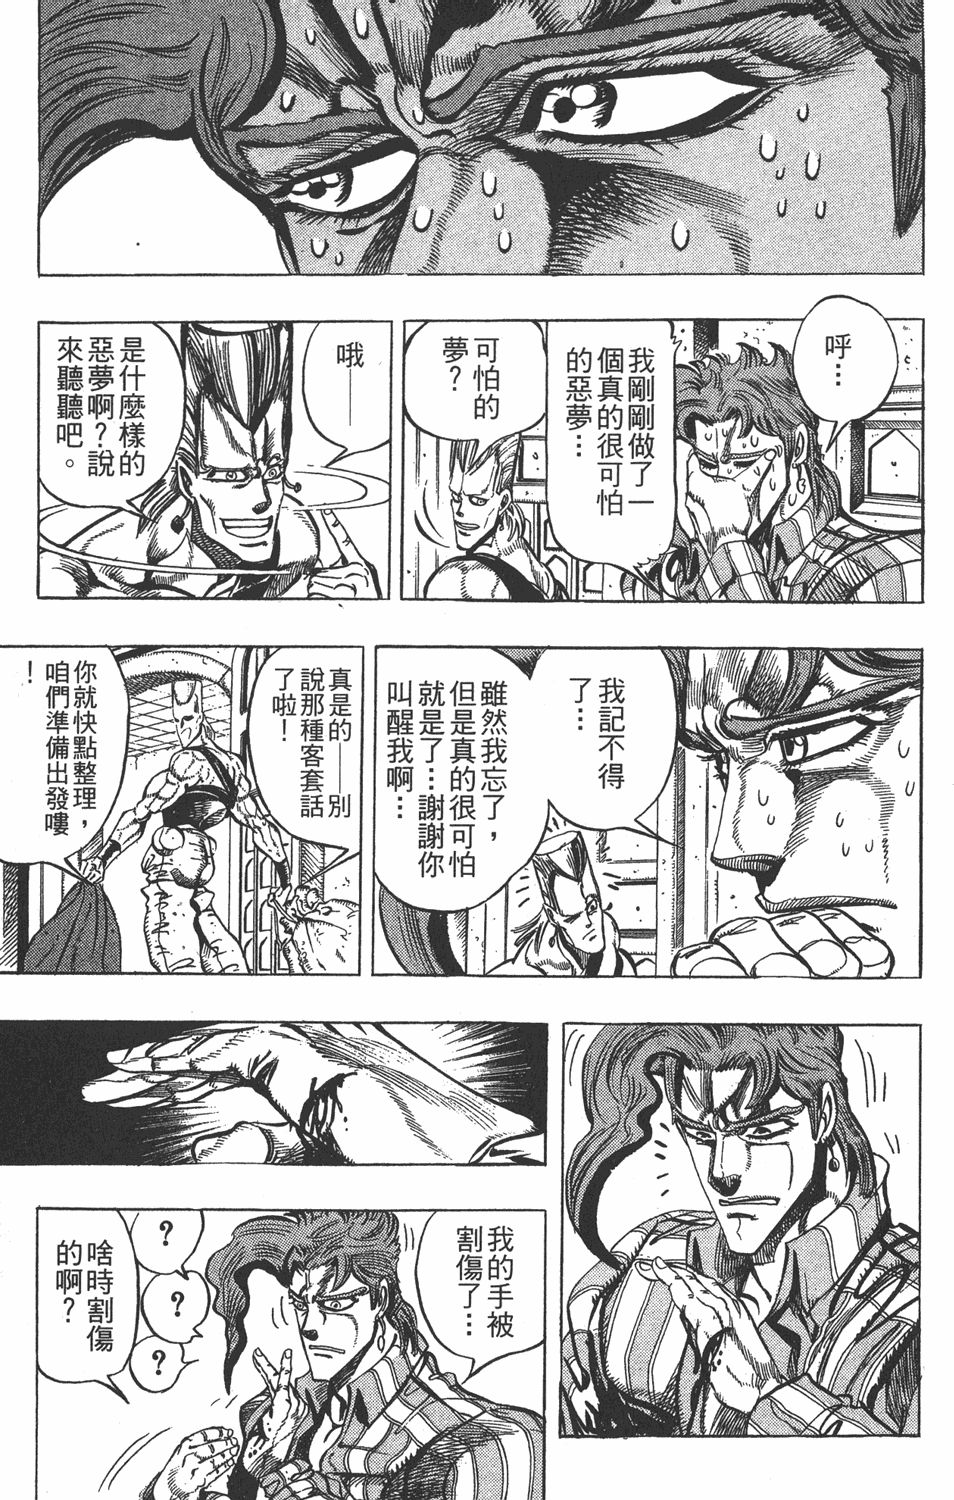 呼…
我剛剛做了一
個真的很可怕
的惡夢…
可怕的
夢？
哦——
是什麼樣的
惡夢啊？說
來聽聽吧。
我記不得
了…
雖然我忘了，
但是真的很可怕
就是了…謝謝你
叫醒我啊…
真是的——別
說那種客套話
了啦！
你就快點整理，
咱們準備出發嘍
！
我的手被
割傷了…
？
？
？
啥時割傷
的啊？